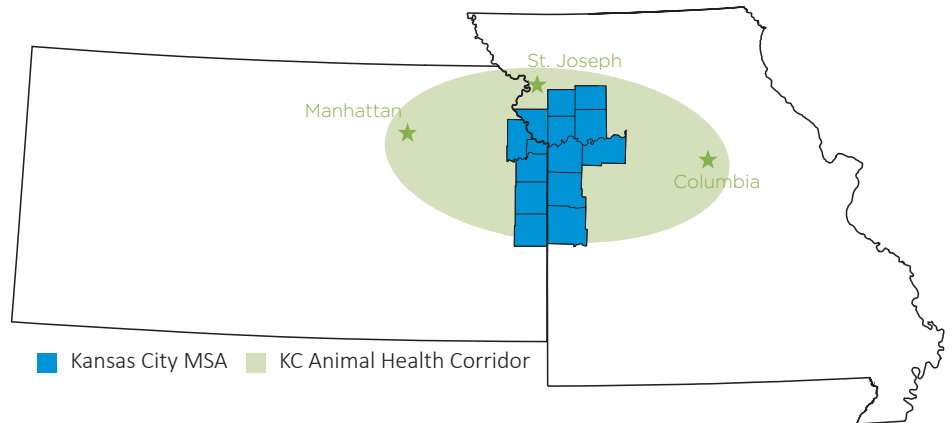 St. Joseph
Manhattan
Columbia
Kansas City MSA
KC Animal Health Corridor